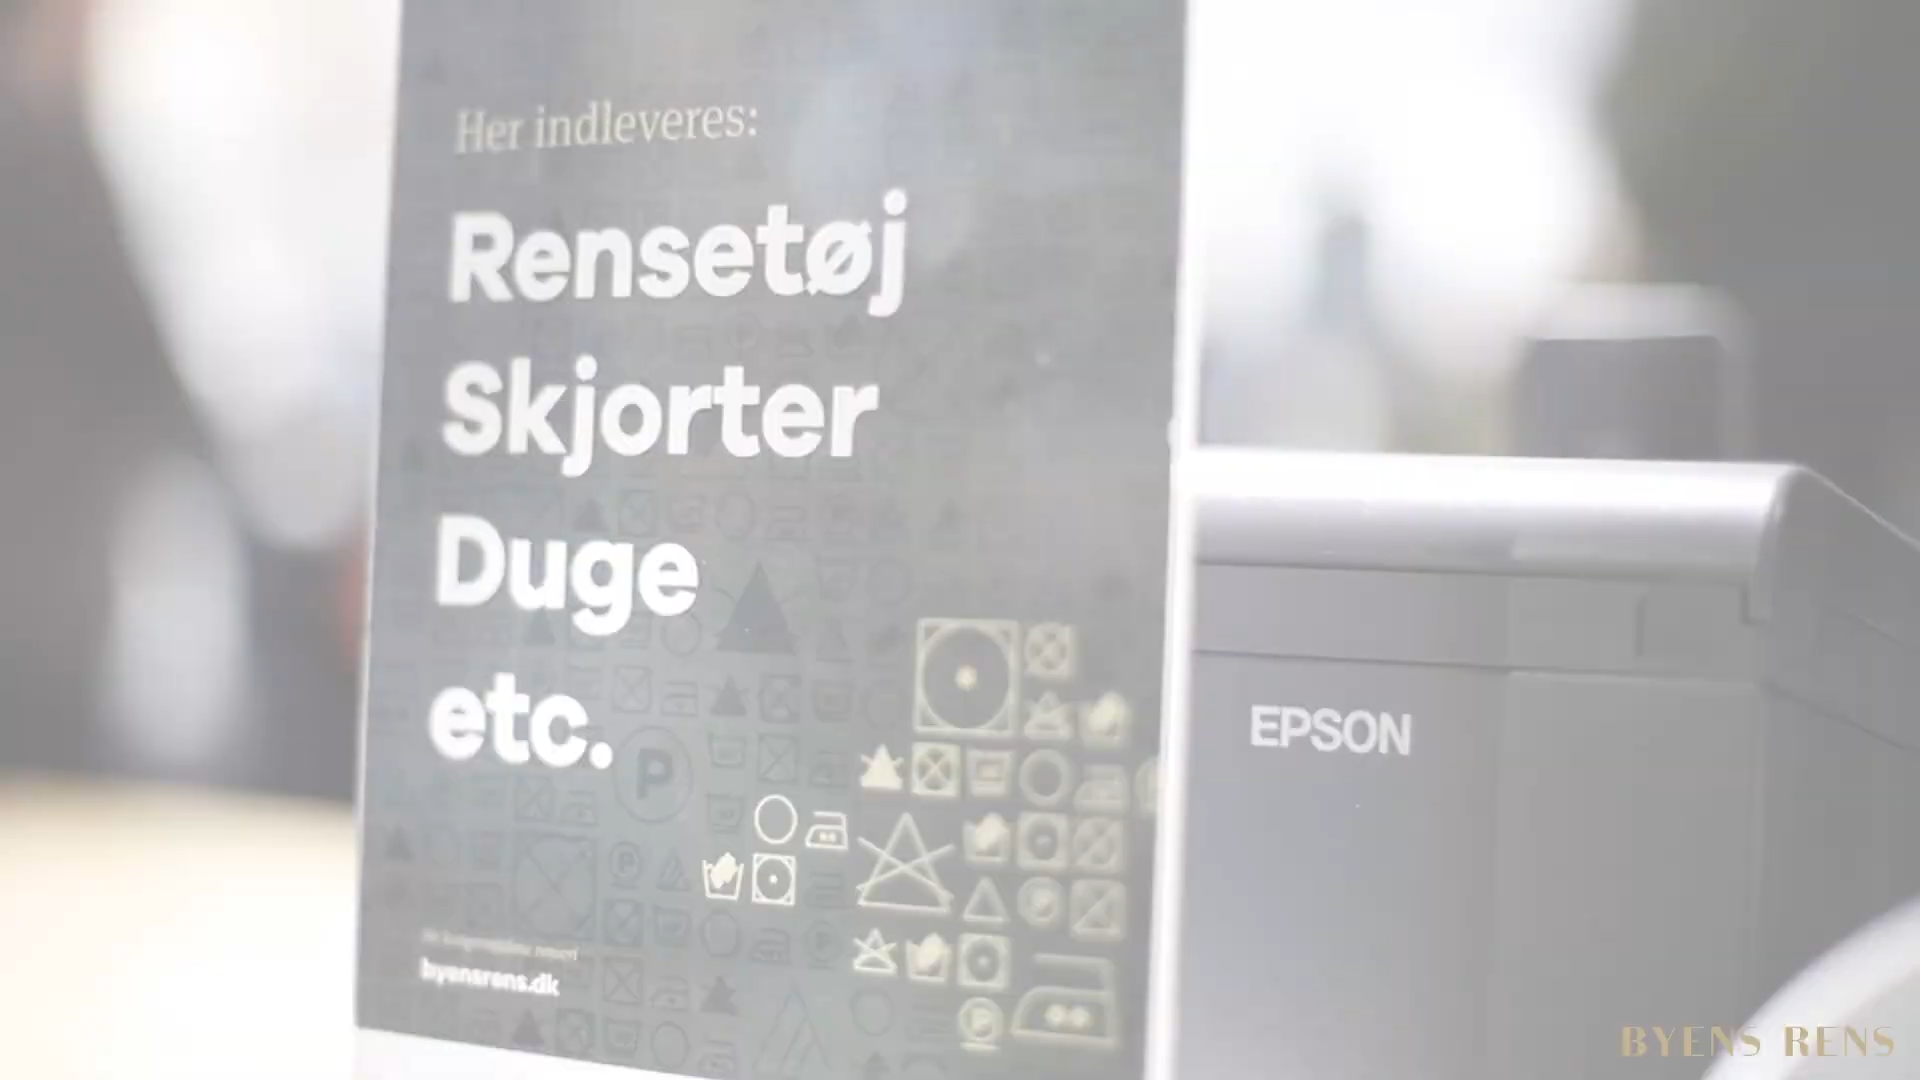 Her indleveres:
Rensetøj
Skjorter
Duge
etc.
byensrens.dk
EPSON
BYENS RENS